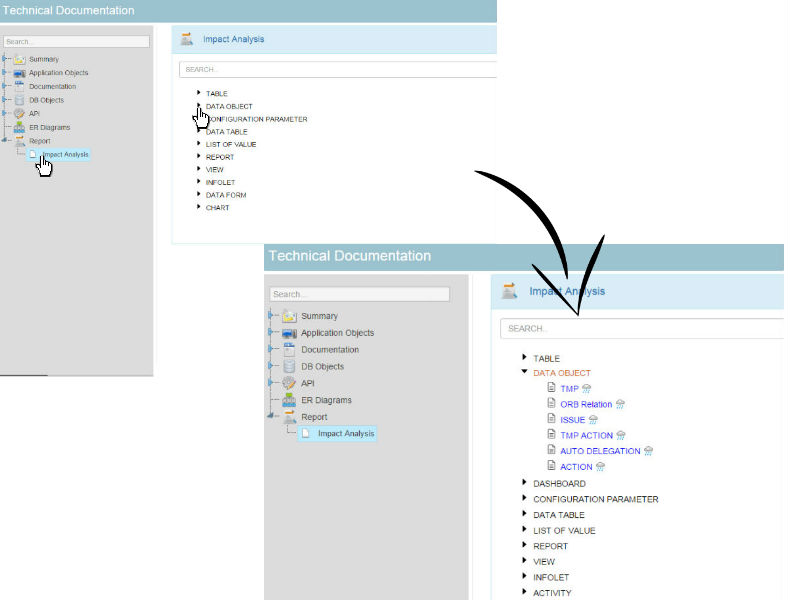 Technical Documentation
Search...
Summary
Application Objects
Documentation
DB Objects
API
ER Diagrams
Report
Impact Analysis
Impact Analysis
SEARCH..
TABLE
DATA OBJECT
CONFIGURATION PARAMETER
DATA TABLE
LIST OF VALUE
REPORT
VIEW
INFOLET
DATA FORM
CHART
Technical Documentation
Search...
Summary
Application Objects
Documentation
DB Objects
API
ER Diagrams
Report
Impact Analysis
Impact Analysis
SEARCH..
TABLE
DATA OBJECT
TMP
ORB Relation
ISSUE
TMP ACTION
AUTO DELEGATION
ACTION
DASHBOARD
CONFIGURATION PARAMETER
DATA TABLE
LIST OF VALUE
REPORT
VIEW
INFOLET
ACTIVITY